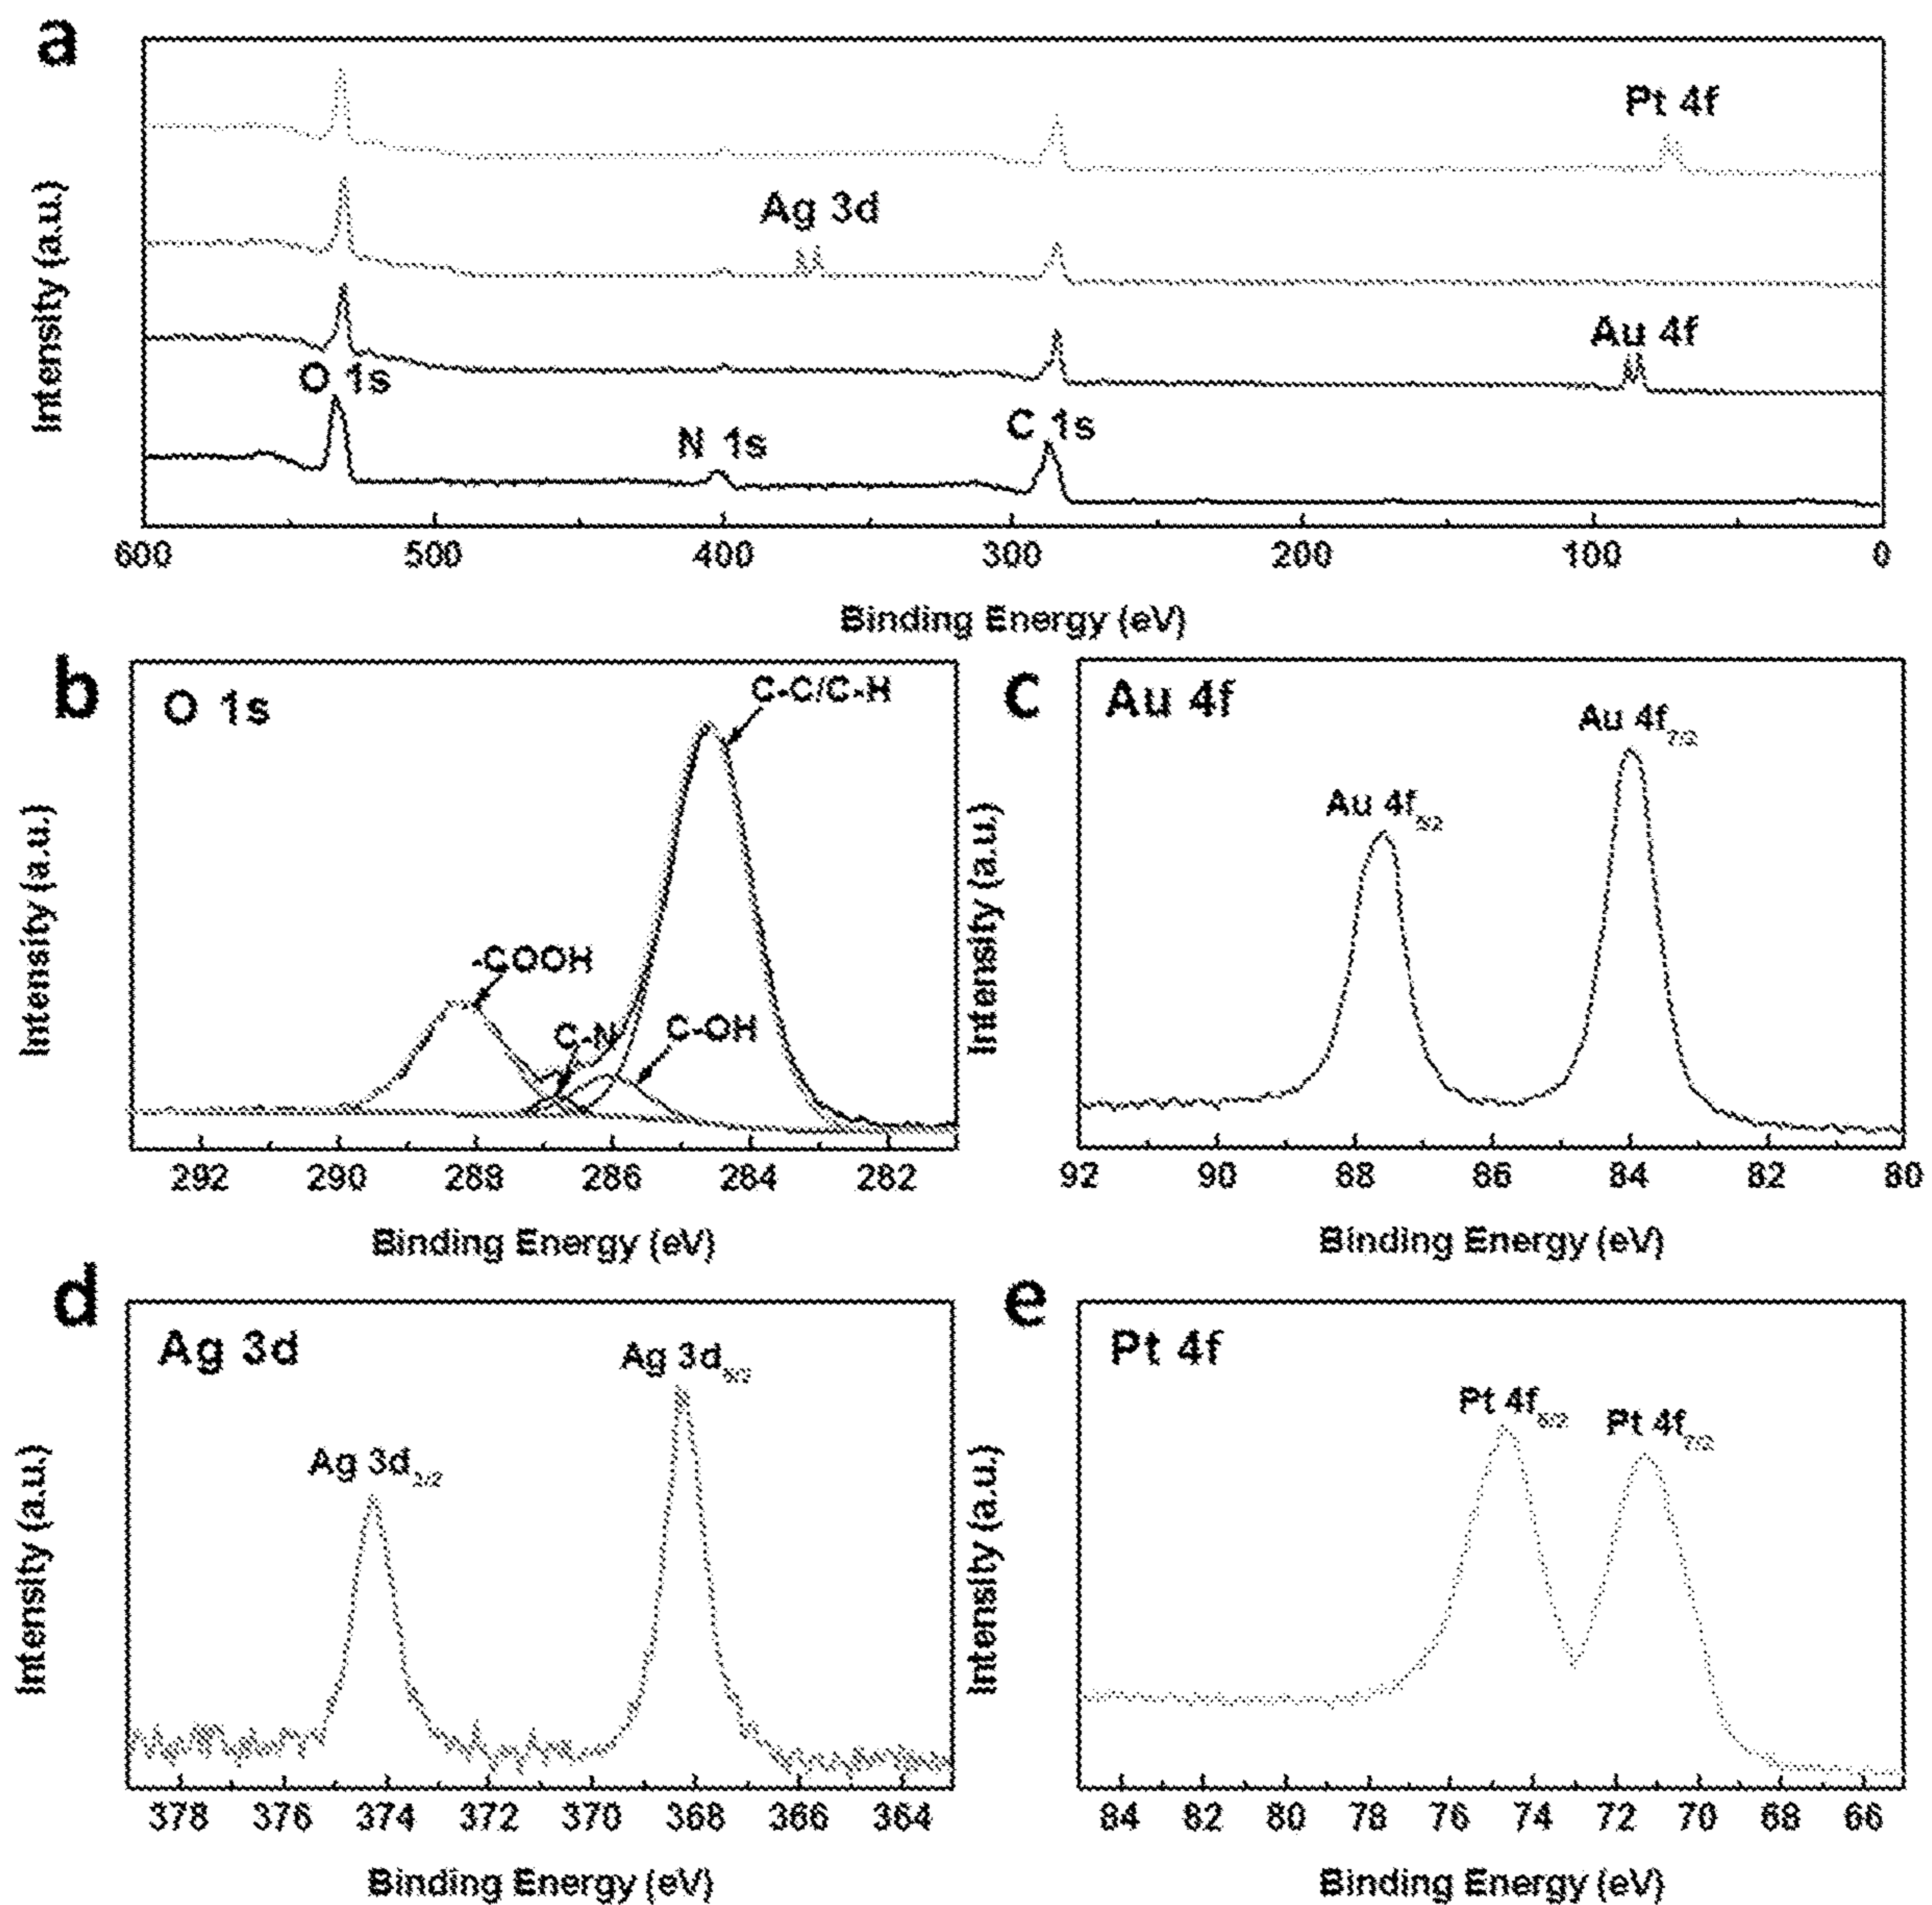 a
Intensity (a.u.)
Pt 4f
Ag 3d
Au 4f
O 1s
N 1s
C 1s
600 500 400 300 200 100 0
Binding Energy (eV)
b
O 1s
Intensity (a.u.)
C-C/C-H
-COOH
C-N
C-OH
292 290 288 286 284 282
Binding Energy (eV)
c
Au 4f
Intensity (a.u.)
Au 4f7/2
Au 4f5/2
92 90 88 86 84 82 80
Binding Energy (eV)
d
Ag 3d
Intensity (a.u.)
Ag 3d5/2
Ag 3d3/2
378 376 374 372 370 368 366 364
Binding Energy (eV)
e
Pt 4f
Intensity (a.u.)
Pt 4f5/2
Pt 4f7/2
84 82 80 78 76 74 72 70 68 66
Binding Energy (eV)